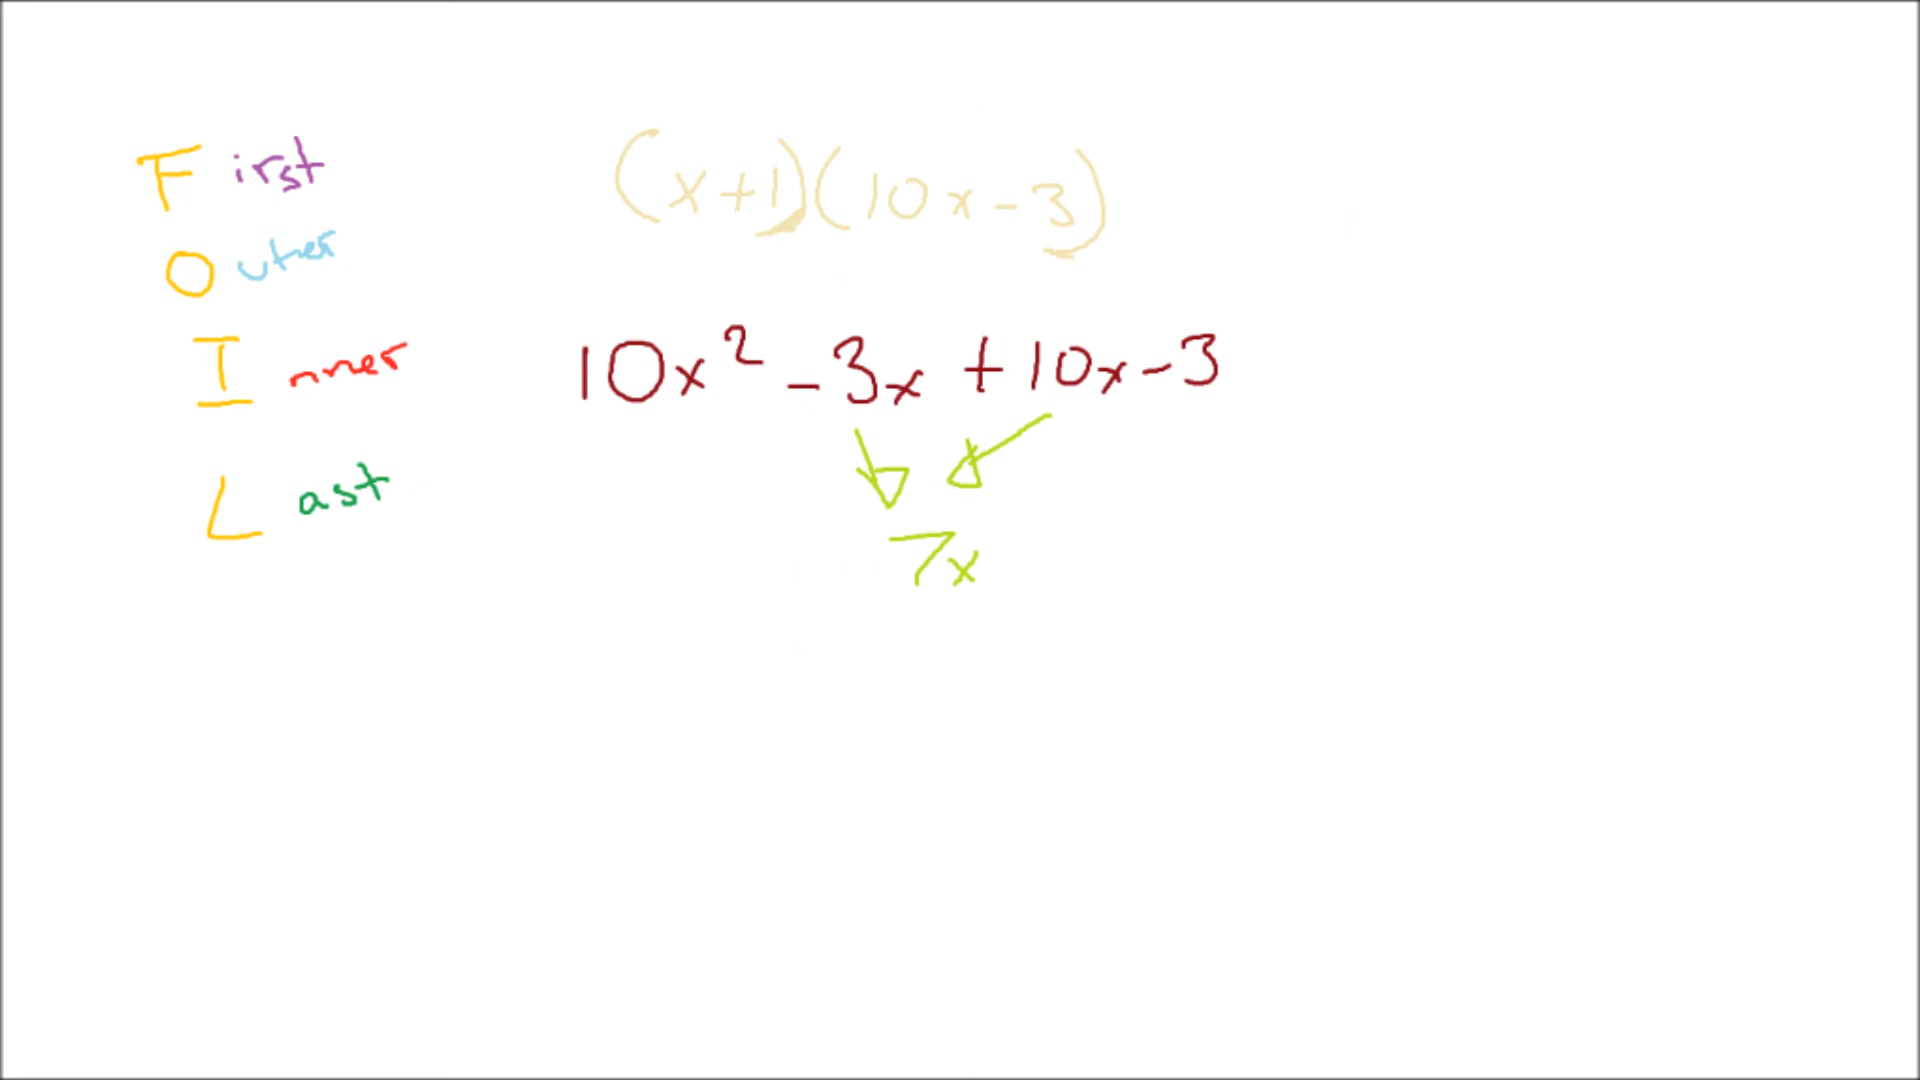 First
Outer
Inner
Last
(x+1)(10x-3)
10x² -3x +10x-3
7x